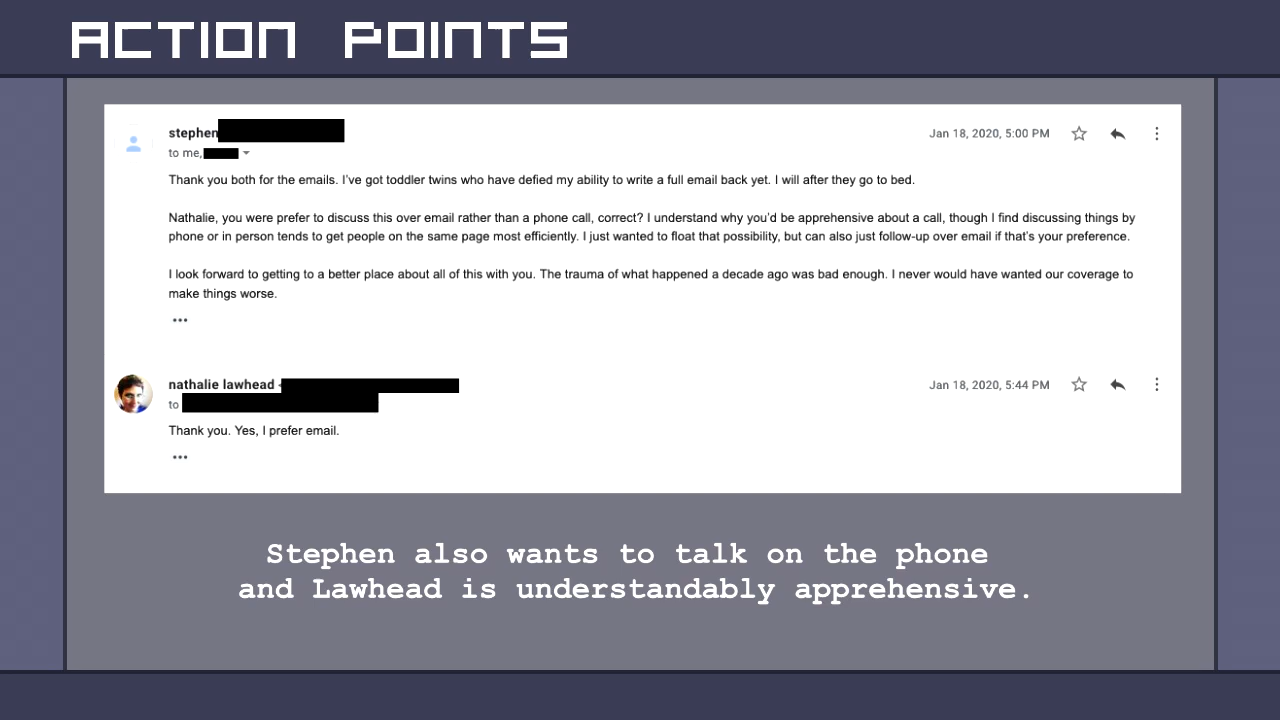 ACTION POINTS
stephen
Jan 18, 2020, 5:00 PM
to me,
Thank you both for the emails. I've got toddler twins who have defied my ability to write a full email back yet. I will after they go to bed.
Nathalie, you were prefer to discuss this over email rather than a phone call, correct? I understand why you'd be apprehensive about a call, though I find discussing things by
phone or in person tends to get people on the same page most efficiently. I just wanted to float that possibility, but can also just follow-up over email if that's your preference.
I look forward to getting to a better place about all of this with you. The trauma of what happened a decade ago was bad enough. I never would have wanted our coverage to
make things worse.
nathalie lawhead
Jan 18, 2020, 5:44 PM
to
Thank you. Yes, I prefer email.
Stephen also wants to talk on the phone
and Lawhead is understandably apprehensive.